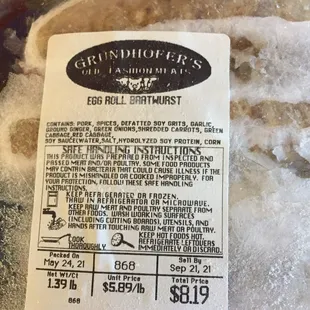 GRUNDHOFER'S
OLD FASHION MEATS
EGG ROLL BRATWURST
CONTAINS: PORK, SPICES, DEFATTED SOY GRITS, GARLIC,
GROUND GINGER, GREEN ONIONS,SHREDDED CARROTS, GREEN
CABBAGE,RED CABBAGE,
SOY SAUCE(WATER,SALT,HYDROLYZED SOY PROTEIN, CORN
SAFE HANDLING INSTRUCTIONS
THIS PRODUCT WAS PREPARED FROM INSPECTED AND
PASSED MEAT AND/OR POULTRY. SOME FOOD PRODUCTS
MAY CONTAIN BACTERIA THAT COULD CAUSE ILLNESS IF THE
PRODUCT IS MISHANDLED OR COOKED IMPROPERLY. FOR
YOUR PROTECTION, FOLLOW THESE SAFE HANDLING
INSTRUCTIONS.
KEEP REFRIGERATED OR FROZEN.
THAW IN REFRIGERATOR OR MICROWAVE.
KEEP RAW MEAT AND POULTRY SEPARATE FROM
OTHER FOODS. WASH WORKING SURFACES
(INCLUDING CUTTING BOARDS), UTENSILS, AND
HANDS AFTER TOUCHING RAW MEAT OR POULTRY.
COOK THOROUGHLY
KEEP HOT FOODS HOT.
REFRIGERATE LEFTOVERS
IMMEDIATELY OR DISCARD.
Packed On 868 Sell By
May 24, 21 Sep 21, 21
Net Wt/Ct Unit Price Total Price
1.39 lb $5.89/lb $8.19
868